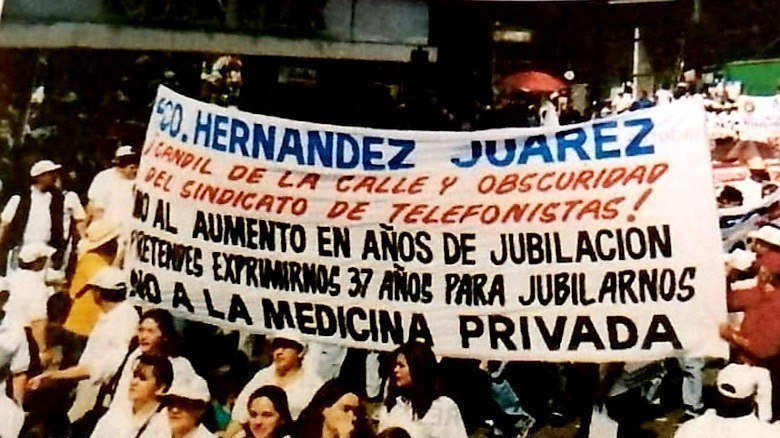 "CO. HERNANDEZ JUAREZ
¡CANDIL DE LA CALLE Y OBSCURIDAD
DEL SINDICATO DE TELEFONISTAS!
NO AL AUMENTO EN AÑOS DE JUBILACION
PRETENDES EXPRIMIRNOS 37 AÑOS PARA JUBILARNOS
NO A LA MEDICINA PRIVADA